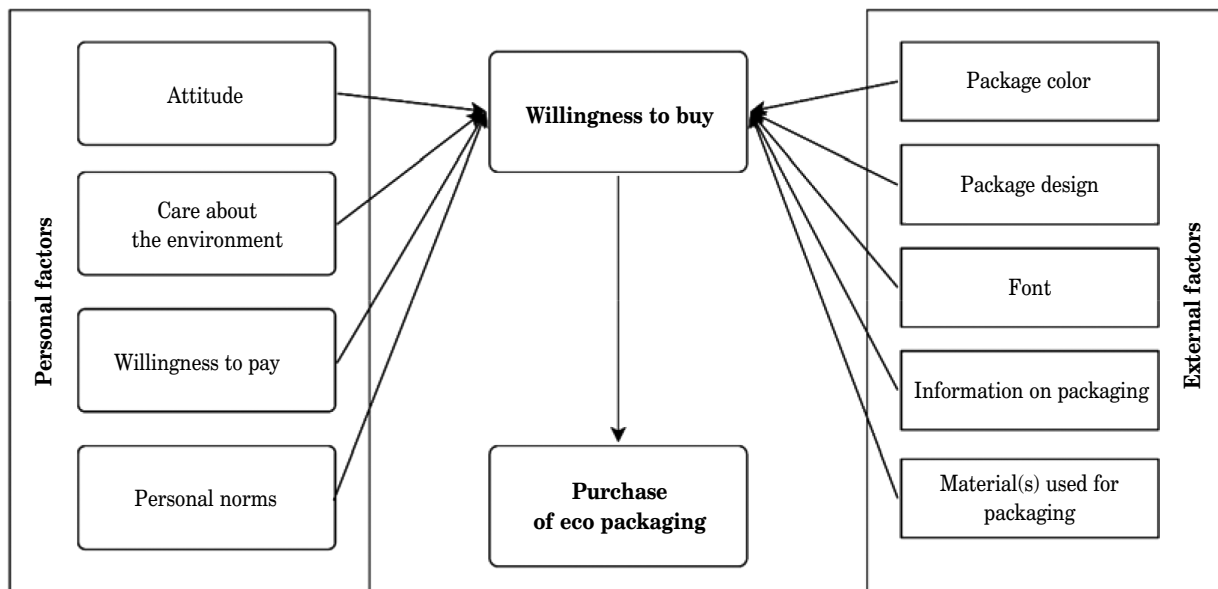 Personal factors
Attitude
Care about
the environment
Willingness to pay
Personal norms
Willingness to buy
Purchase
of eco packaging
Package color
Package design
Font
Information on packaging
Material(s) used for
packaging
External factors